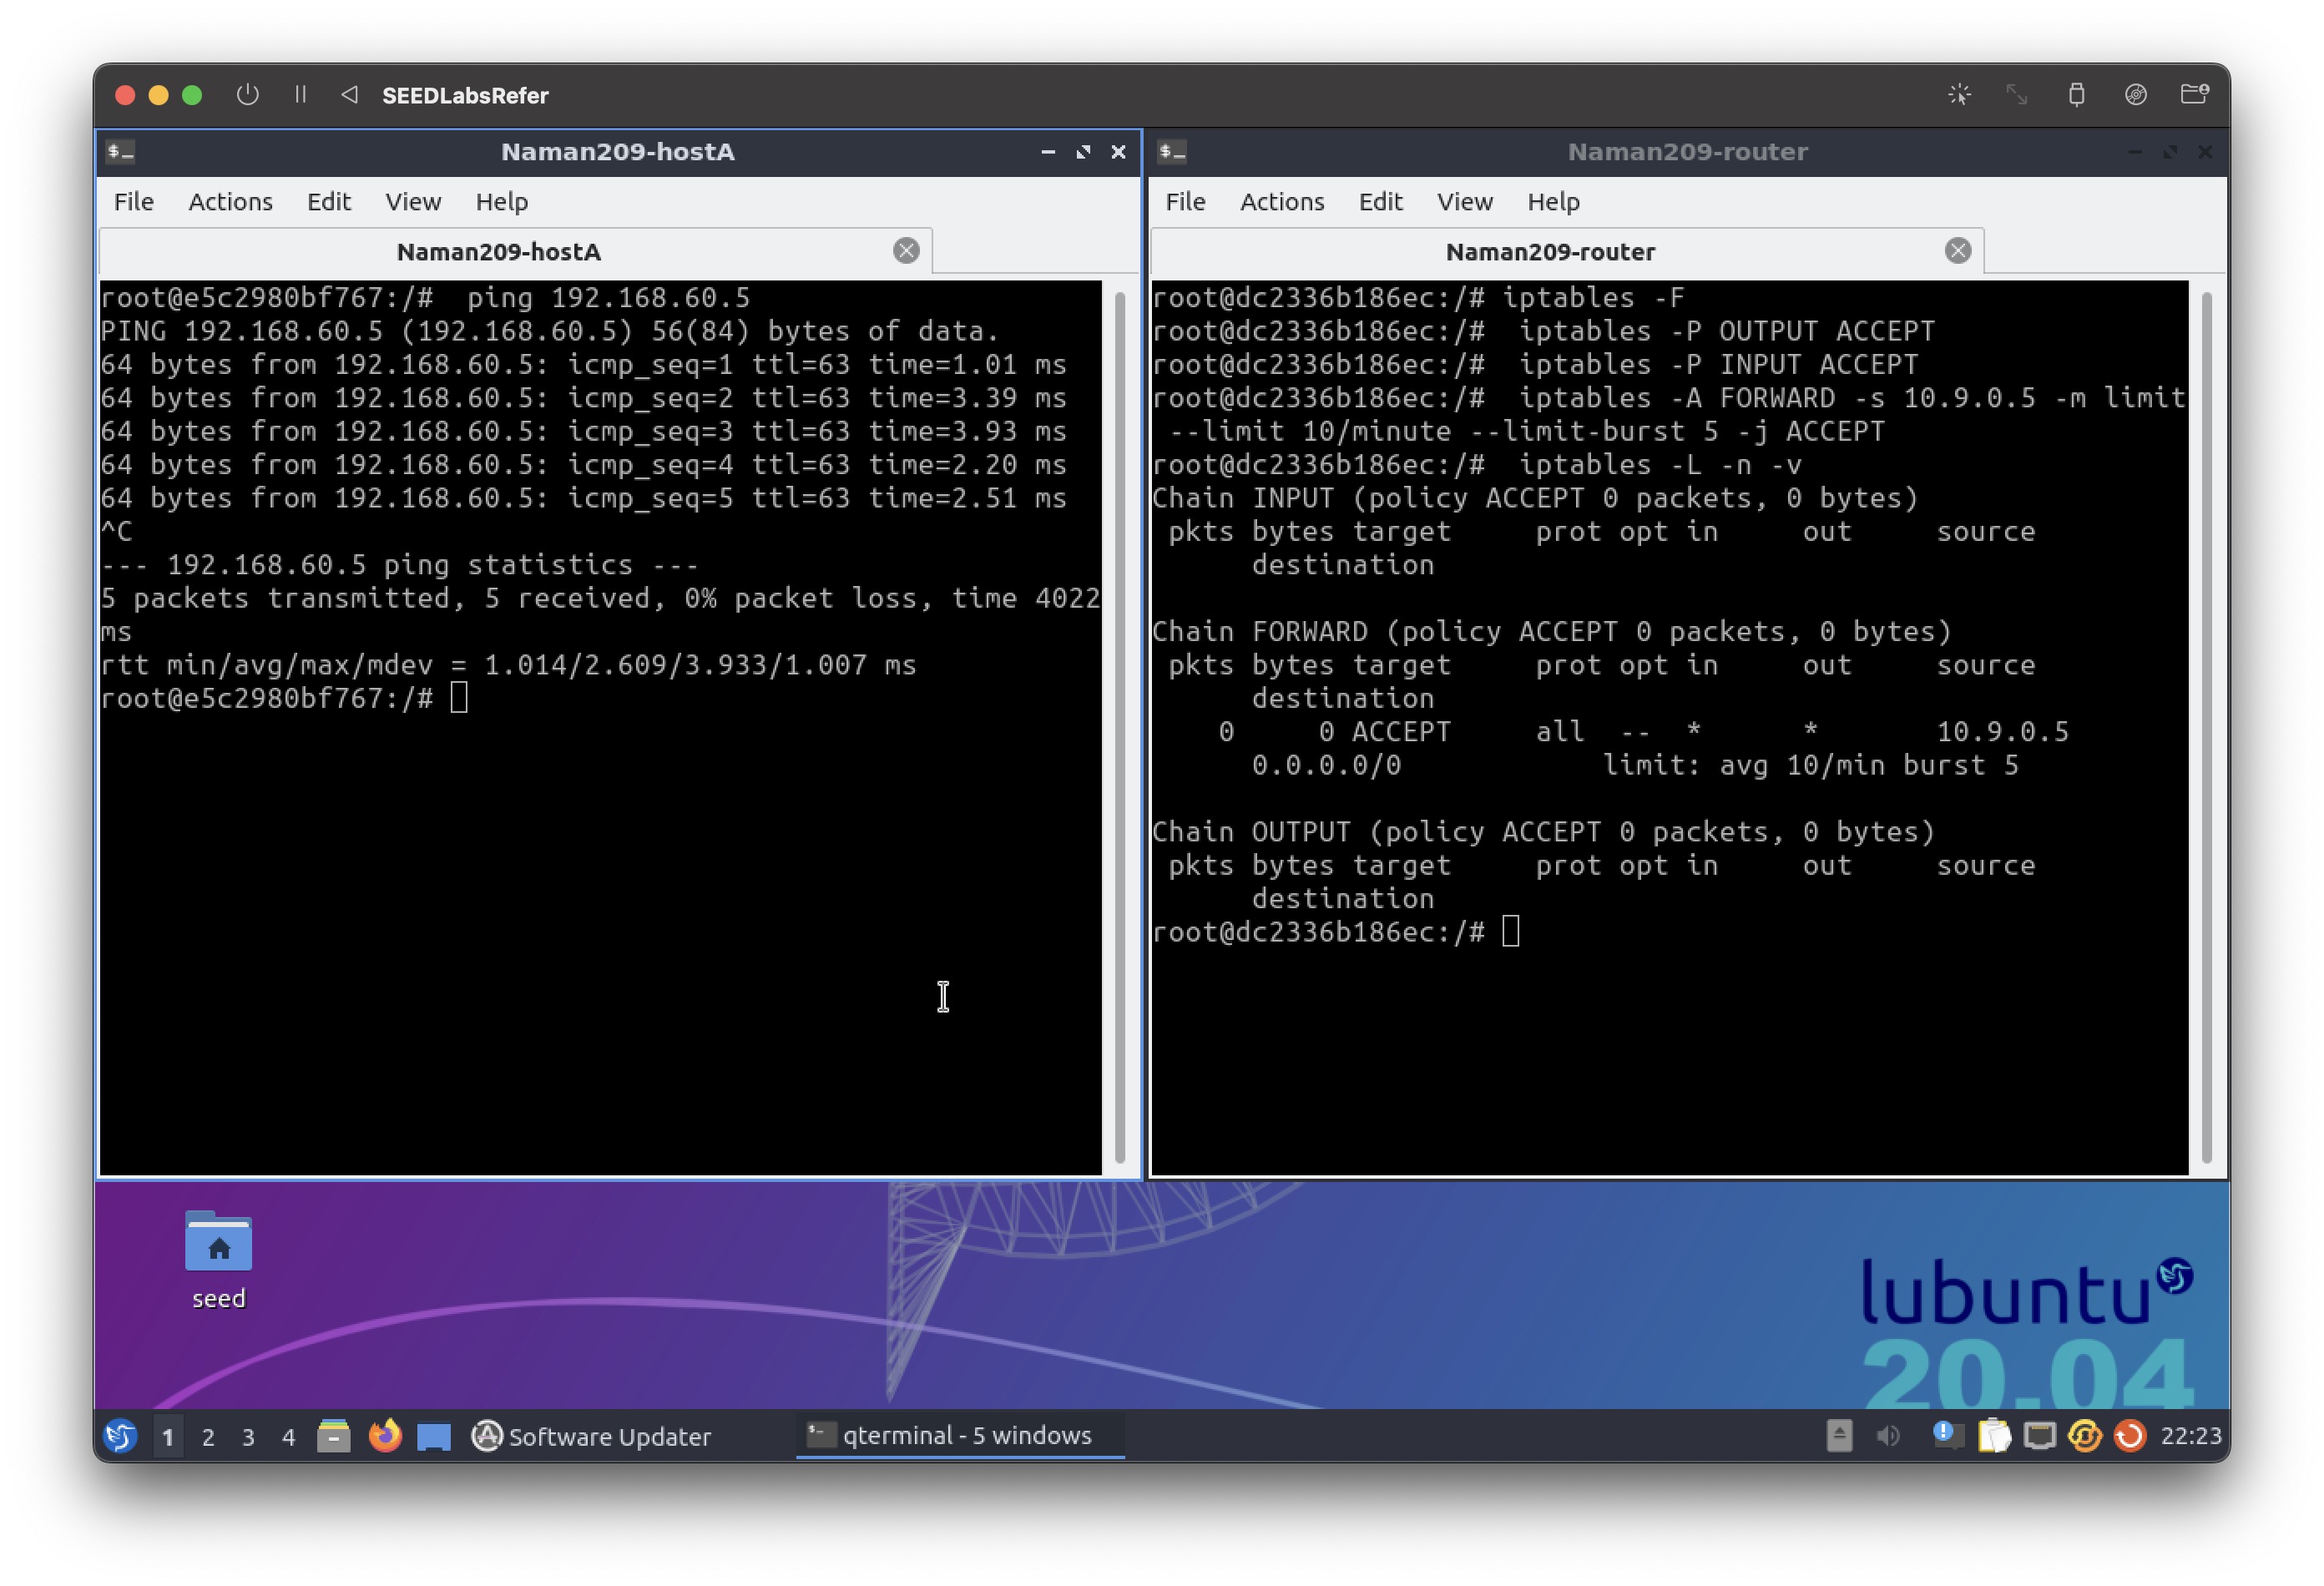 SEEDLabsRefer
Naman209-hostA
File Actions Edit View Help
Naman209-hostA
root@e5c2980bf767:/#  ping 192.168.60.5
PING 192.168.60.5 (192.168.60.5) 56(84) bytes of data.
64 bytes from 192.168.60.5: icmp_seq=1 ttl=63 time=1.01 ms
64 bytes from 192.168.60.5: icmp_seq=2 ttl=63 time=3.39 ms
64 bytes from 192.168.60.5: icmp_seq=3 ttl=63 time=3.93 ms
64 bytes from 192.168.60.5: icmp_seq=4 ttl=63 time=2.20 ms
64 bytes from 192.168.60.5: icmp_seq=5 ttl=63 time=2.51 ms
^C
--- 192.168.60.5 ping statistics ---
5 packets transmitted, 5 received, 0% packet loss, time 4022
ms
rtt min/avg/max/mdev = 1.014/2.609/3.933/1.007 ms
root@e5c2980bf767:/#
Naman209-router
File Actions Edit View Help
Naman209-router
root@dc2336b186ec:/# iptables -F
root@dc2336b186ec:/#  iptables -P OUTPUT ACCEPT
root@dc2336b186ec:/#  iptables -P INPUT ACCEPT
root@dc2336b186ec:/#  iptables -A FORWARD -s 10.9.0.5 -m limit
 --limit 10/minute --limit-burst 5 -j ACCEPT
root@dc2336b186ec:/#  iptables -L -n -v
Chain INPUT (policy ACCEPT 0 packets, 0 bytes)
 pkts bytes target     prot opt in     out     source
      destination
Chain FORWARD (policy ACCEPT 0 packets, 0 bytes)
 pkts bytes target     prot opt in     out     source
      destination
    0     0 ACCEPT     all  --  *      *       10.9.0.5
      0.0.0.0/0            limit: avg 10/min burst 5
Chain OUTPUT (policy ACCEPT 0 packets, 0 bytes)
 pkts bytes target     prot opt in     out     source
      destination
root@dc2336b186ec:/#
seed
lubuntu
20.04
1 2 3 4 Software Updater qterminal - 5 windows 22:23